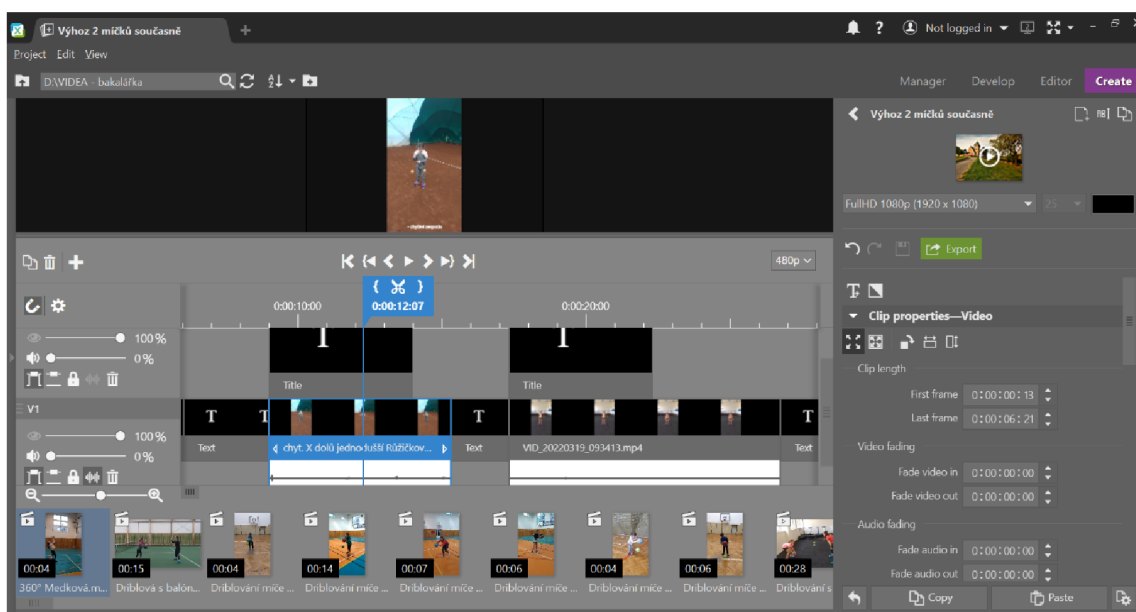 Výhoz 2 míčků současně
Not logged in
Project Edit View
D:\VIDEA - bakalářka
Manager Develop Editor Create
Výhoz 2 míčků současně
FullHD 1080p (1920 x 1080) 25
Export
480p
0:00:10:00 0:00:12:07 0:00:20:00
Clip properties—Video
100%
0%
Title Title
Clip length
First frame 0:00:00:13
Last frame 0:00:06:21
V1
100%
0%
Text chyt. X dolů jednodušší Růžičkov... Text VID_20220319_093413.mp4 Text
Video fading
Fade video in 0:00:00:00
Fade video out 0:00:00:00
Audio fading
Fade audio in 0:00:00:00
Fade audio out 0:00:00:00
00:04 00:15 00:04 00:14 00:07 00:06 00:04 00:06 00:28
360° Medková.m... Driblová s balón... Driblování míče ... Driblování míče ... Driblování míče ... Driblování míče ... Driblování míče ... Driblování míče ... Driblování s
Copy Paste